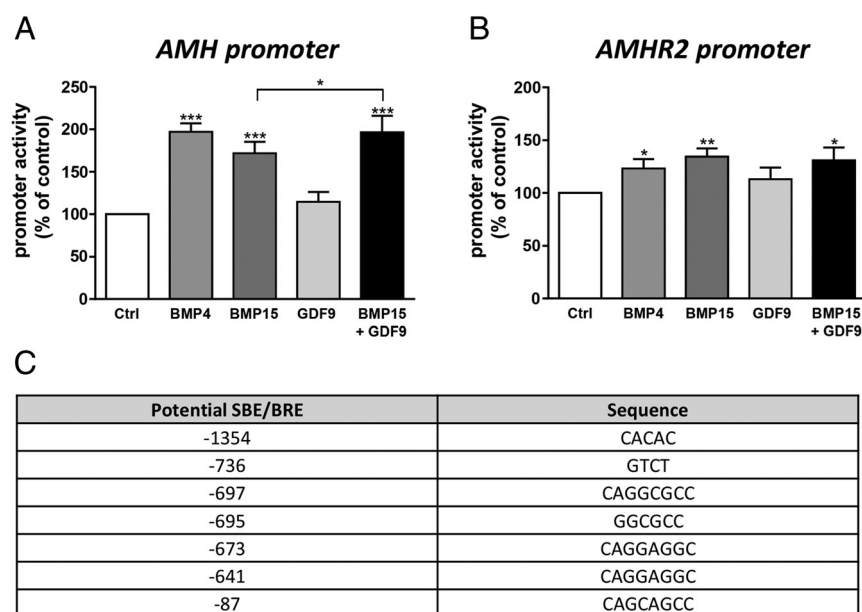 A
AMH promoter
promoter activity
(% of control)
250
200
150
100
50
0
***
***
*
***
Ctrl
BMP4
BMP15
GDF9
BMP15
+ GDF9
B
AMHR2 promoter
promoter activity
(% of control)
200
150
100
50
0
*
**
*
Ctrl
BMP4
BMP15
GDF9
BMP15
+ GDF9
C
Potential SBE/BRE Sequence
-1354 CACAC
-736 GTCT
-697 CAGGCGCC
-695 GGCGCC
-673 CAGGAGGC
-641 CAGGAGGC
-87 CAGCAGCC